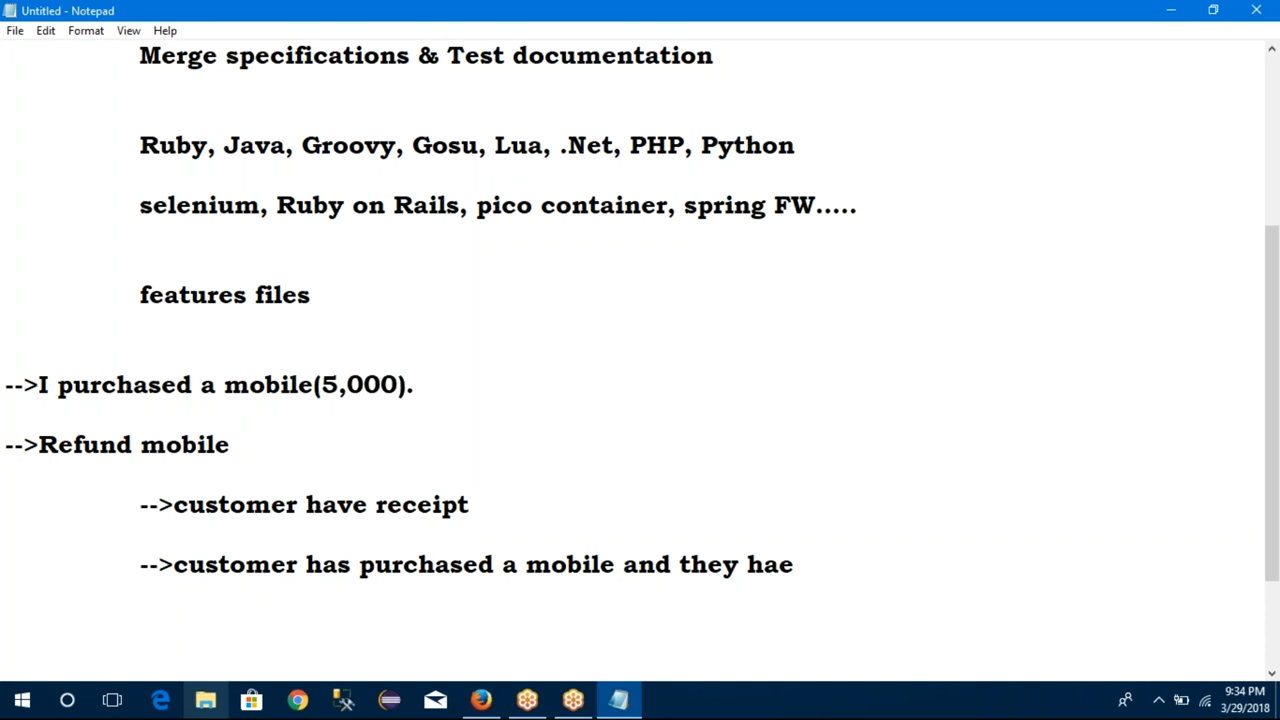 Untitled - Notepad
File Edit Format View Help
Merge specifications & Test documentation
Ruby, Java, Groovy, Gosu, Lua, .Net, PHP, Python
selenium, Ruby on Rails, pico container, spring FW.....
features files
-->I purchased a mobile(5,000).
-->Refund mobile
-->customer have receipt
-->customer has purchased a mobile and they hae
9:34 PM
3/29/2018